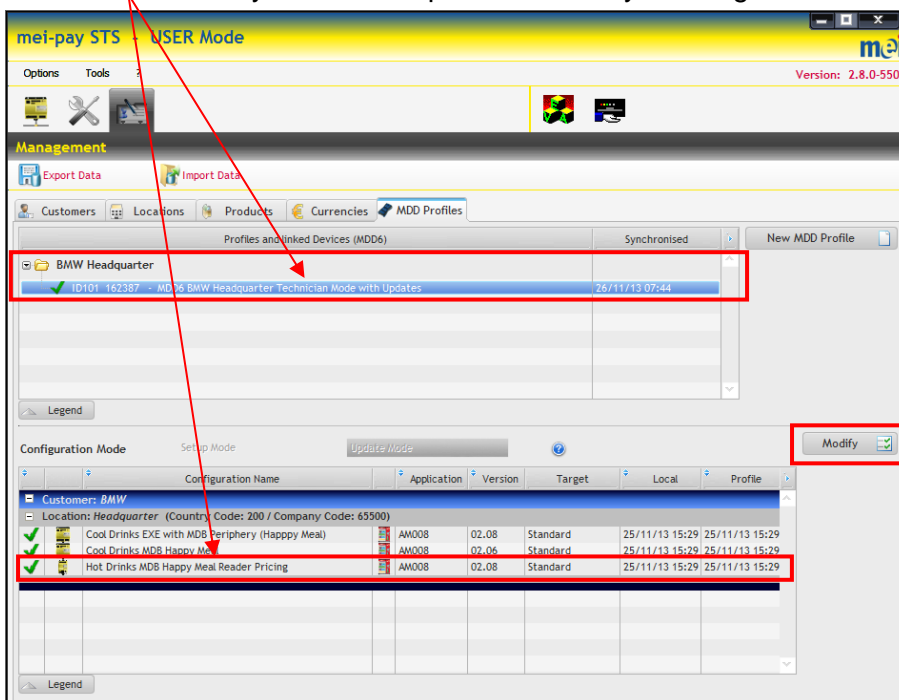 mei-pay STS - USER Mode
mei
Options Tools ?
Version: 2.8.0-550
Management
Export Data Import Data
Customers Locations Products Currencies MDD Profiles
Profiles and linked Devices (MDD6) Synchronised New MDD Profile
BMW Headquarter
ID101 162387 - MDD6 BMW Headquarter Technician Mode with Updates 26/11/13 07:44
Legend
Configuration Mode Setup Mode Update Mode Modify
Configuration Name Application Version Target Local Profile
Customer: BMW
Location: Headquarter (Country Code: 200 / Company Code: 65500)
Cool Drinks EXE with MDB Periphery (Happpy Meal) AM008 02.08 Standard 25/11/13 15:29 25/11/13 15:29
Cool Drinks MDB Happy Meal AM008 02.06 Standard 25/11/13 15:29 25/11/13 15:29
Hot Drinks MDB Happy Meal Reader Pricing AM008 02.08 Standard 25/11/13 15:29 25/11/13 15:29
Legend